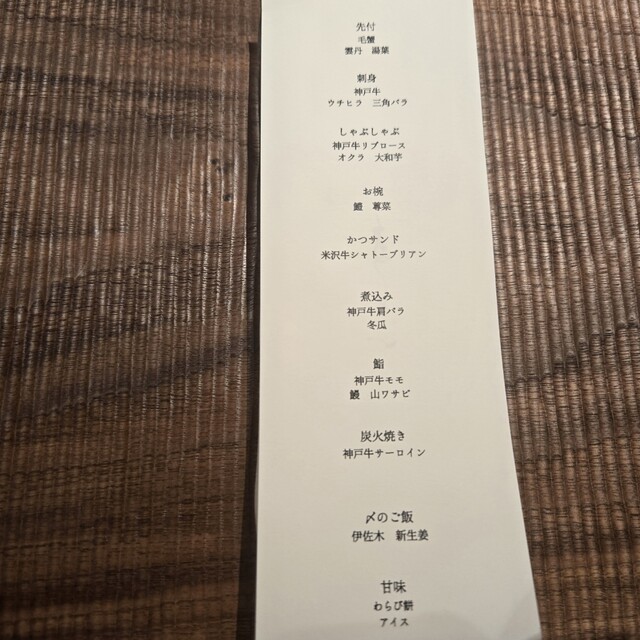 先付
毛蟹
雲丹 湯葉
刺身
神戸牛
ウチヒラ 三角バラ
しゃぶしゃぶ
神戸牛リブロース
オクラ 大和芋
お椀
鱧 蓴菜
かつサンド
米沢牛シャトーブリアン
煮込み
神戸牛肩バラ
冬瓜
鮨
神戸牛モモ
鰻 山ワサビ
炭火焼き
神戸牛サーロイン
〆のご飯
伊佐木 新生姜
甘味
わらび餅
アイス